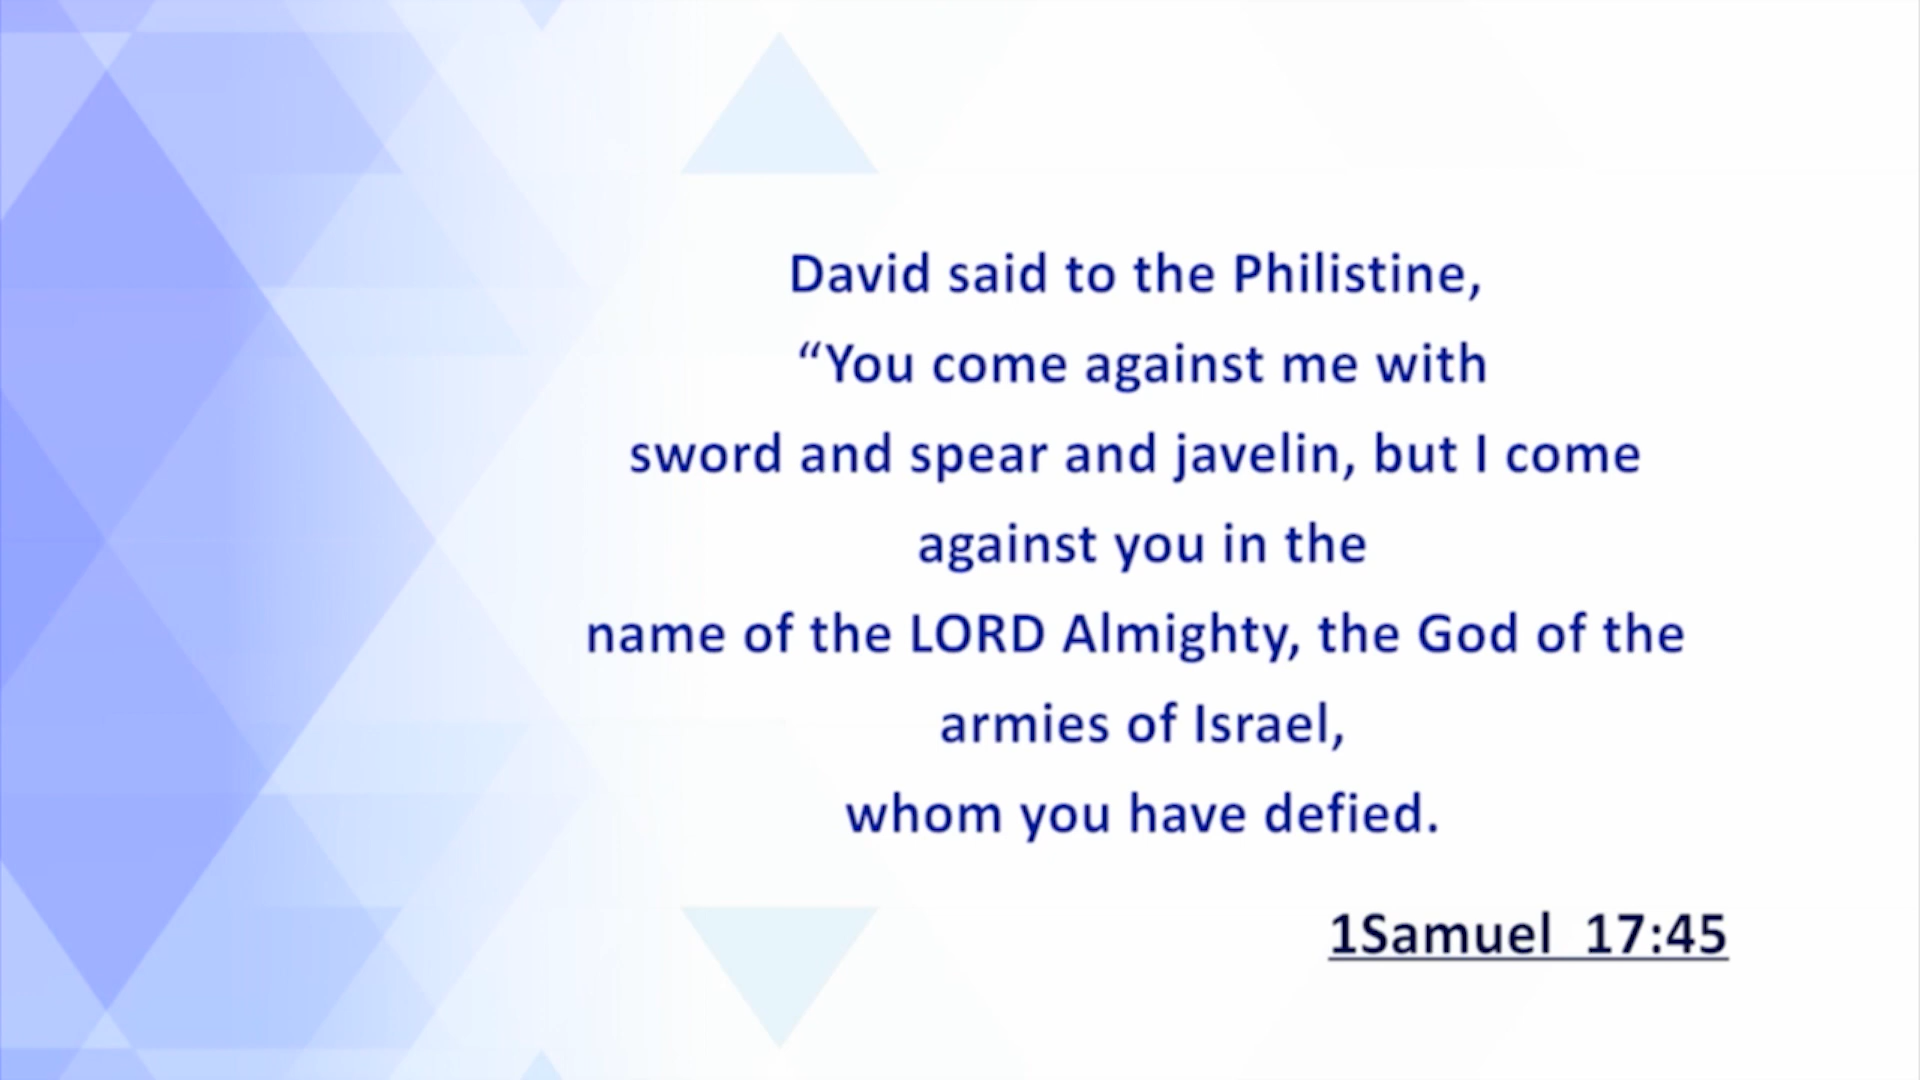 David said to the Philistine,
“You come against me with
sword and spear and javelin, but I come
against you in the
name of the LORD Almighty, the God of the
armies of Israel,
whom you have defied.
1Samuel  17:45